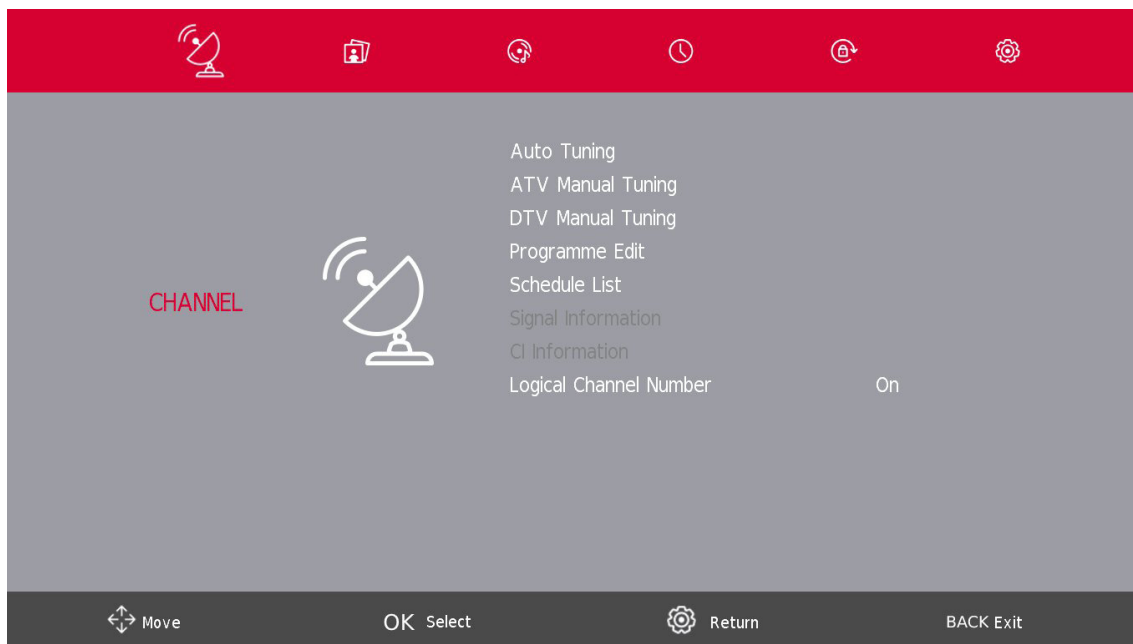 Auto Tuning
ATV Manual Tuning
DTV Manual Tuning
Programme Edit
Schedule List
CHANNEL
Signal Information
CI Information
Logical Channel Number On
Move OK Select Return BACK Exit